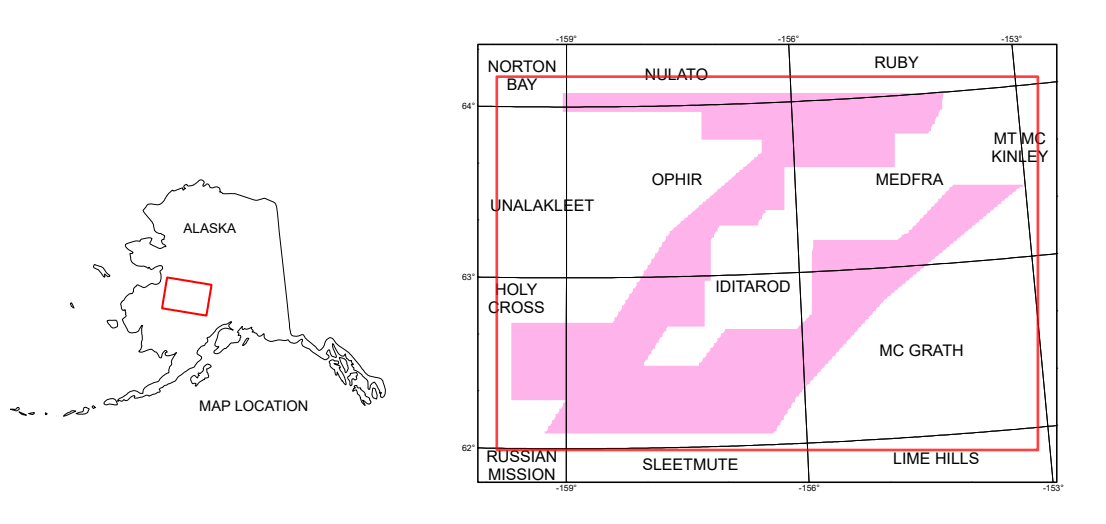 ALASKA
MAP LOCATION
-159°
-156°
-153°
NORTON
BAY
NULATO
RUBY
64°
MT MC
KINLEY
OPHIR
MEDFRA
UNALAKLEET
63°
HOLY
CROSS
IDITAROD
MC GRATH
62°
RUSSIAN
MISSION
SLEETMUTE
LIME HILLS
-159°
-156°
-153°